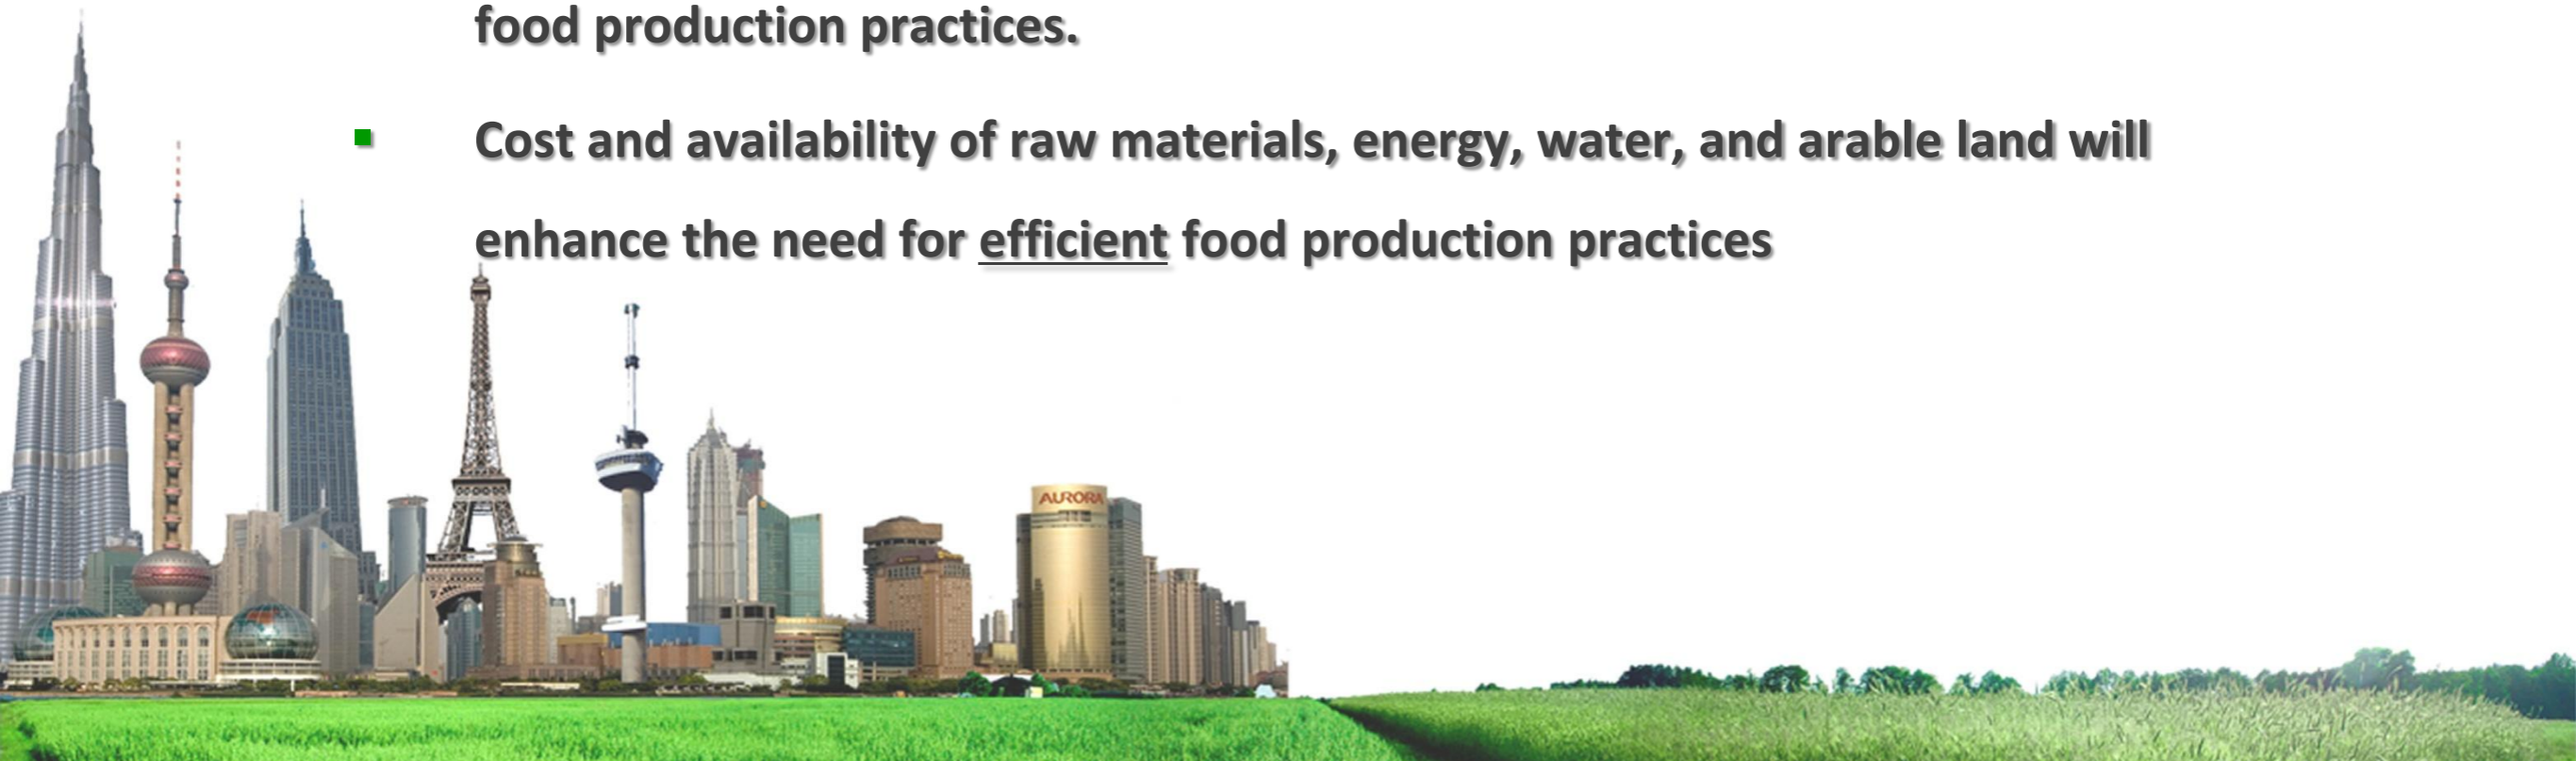 food production practices.
▪ Cost and availability of raw materials, energy, water, and arable land will
enhance the need for efficient food production practices
AURORA